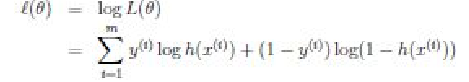 ℓ(θ) = log L(θ)
= ∑_{i=1}^{m} y^{(i)} log h(x^{(i)}) + (1 − y^{(i)}) log(1 − h(x^{(i)}))